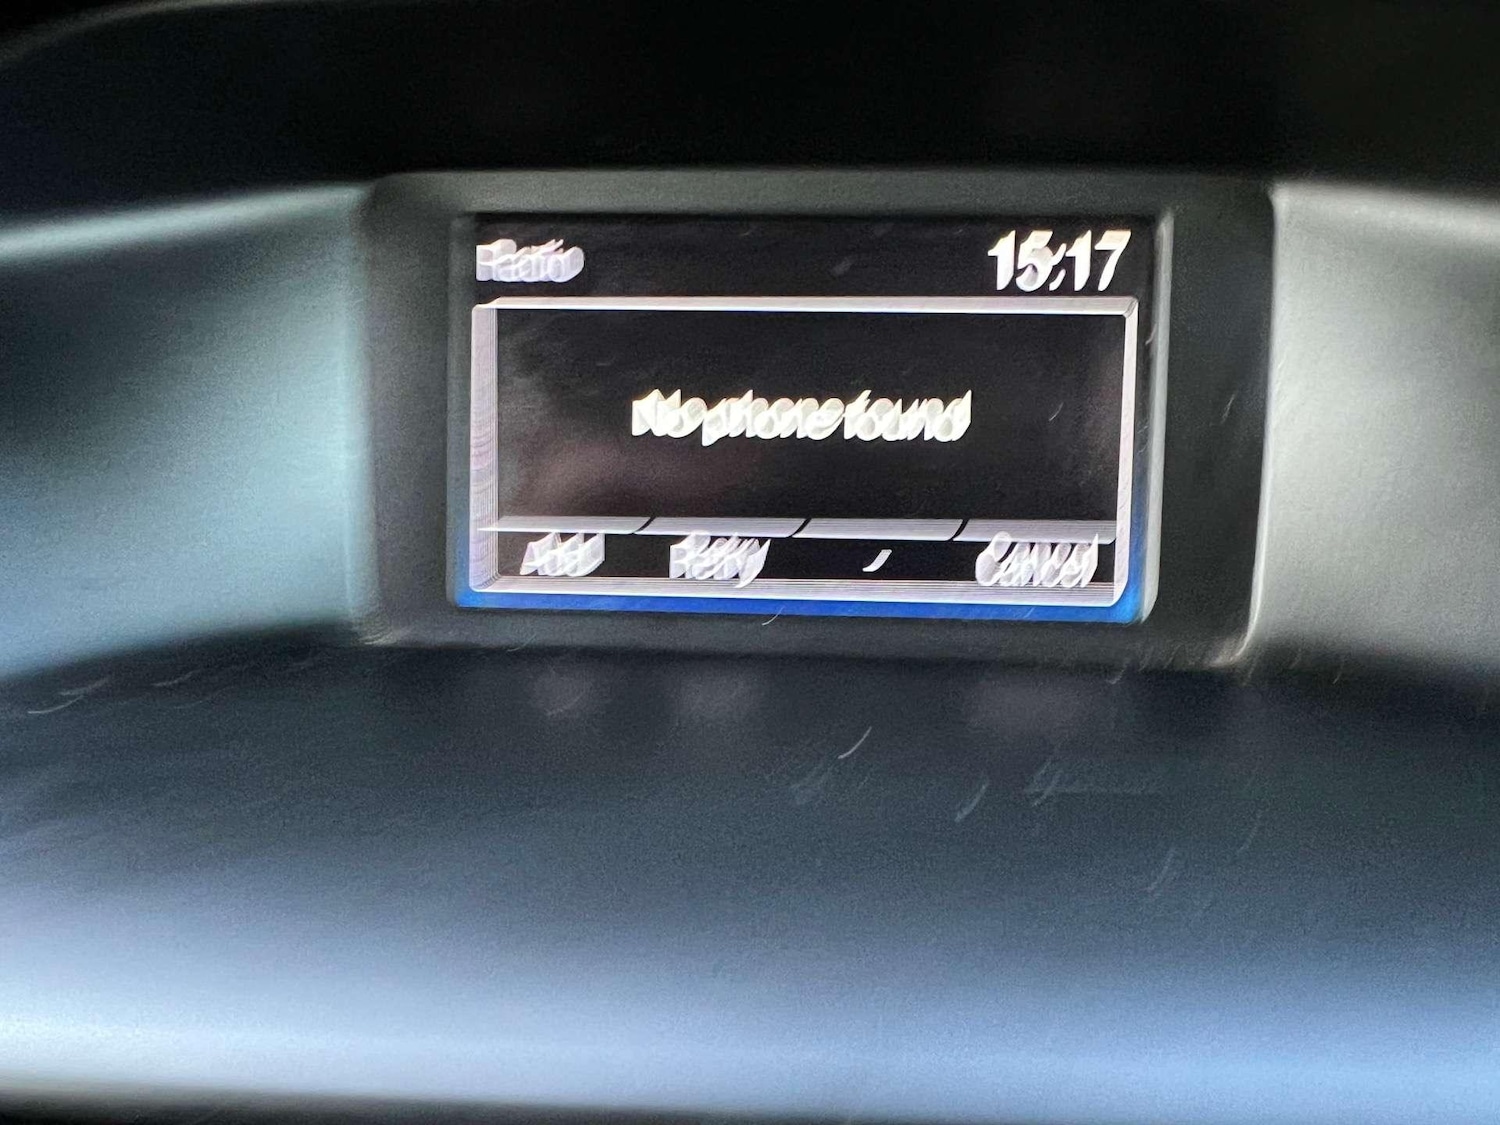 Radio 15:17
No phone found
Add Retry Cancel